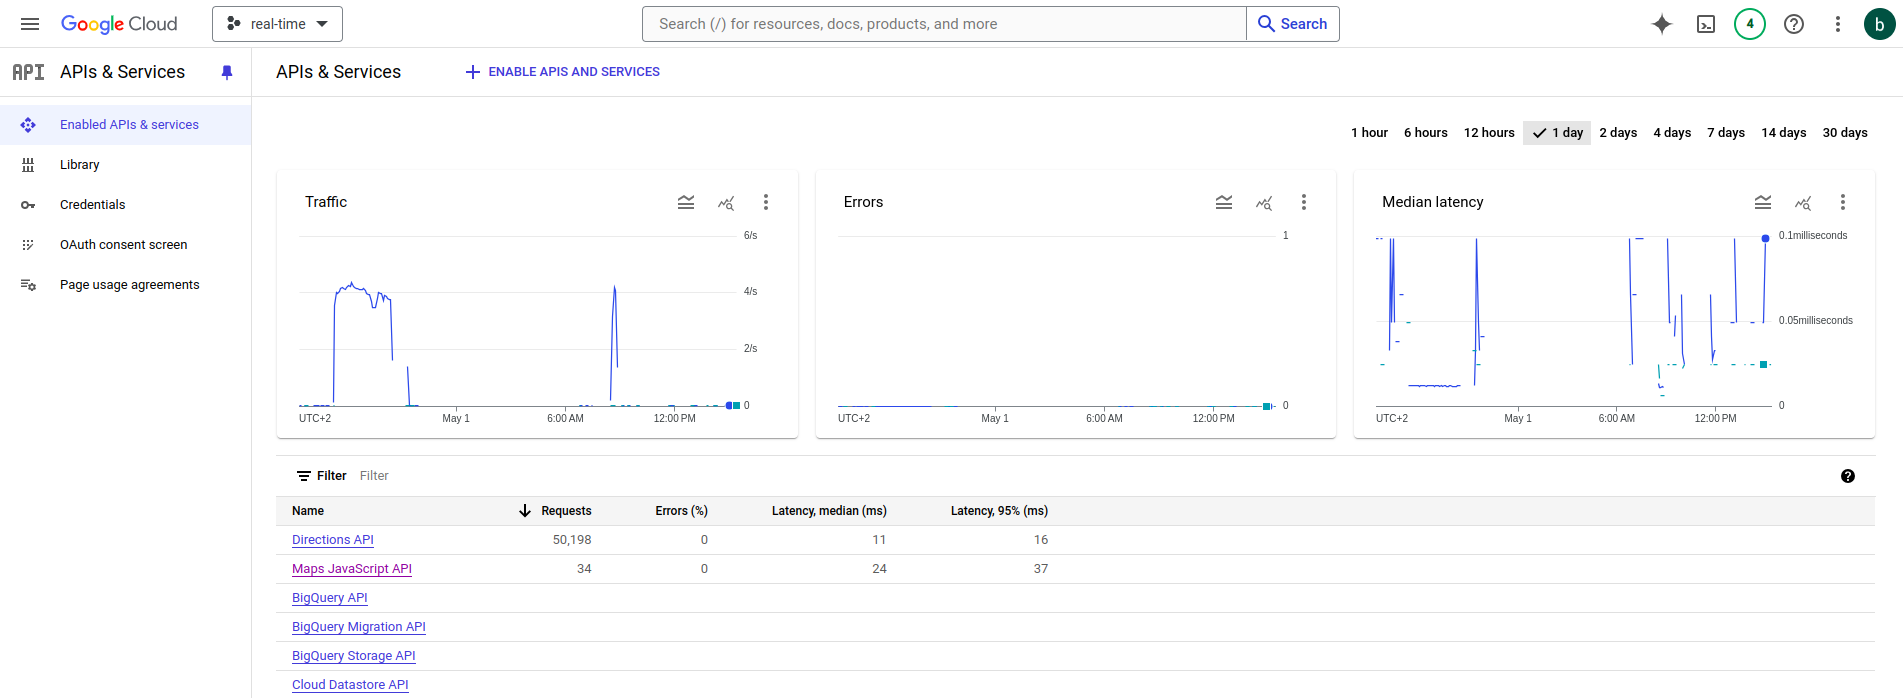 Google Cloud
real-time
Search (/) for resources, docs, products, and more
Search
4
b
API
APIs & Services
APIs & Services
ENABLE APIS AND SERVICES
Enabled APIs & services
Library
Credentials
OAuth consent screen
Page usage agreements
1 hour 6 hours 12 hours 1 day 2 days 4 days 7 days 14 days 30 days
Traffic
6/s
4/s
2/s
0
UTC+2 May 1 6:00 AM 12:00 PM
Errors
1
0
UTC+2 May 1 6:00 AM 12:00 PM
Median latency
0.1milliseconds
0.05milliseconds
0
UTC+2 May 1 6:00 AM 12:00 PM
Filter Filter
Name Requests Errors (%) Latency, median (ms) Latency, 95% (ms)
Directions API 50,198 0 11 16
Maps JavaScript API 34 0 24 37
BigQuery API
BigQuery Migration API
BigQuery Storage API
Cloud Datastore API